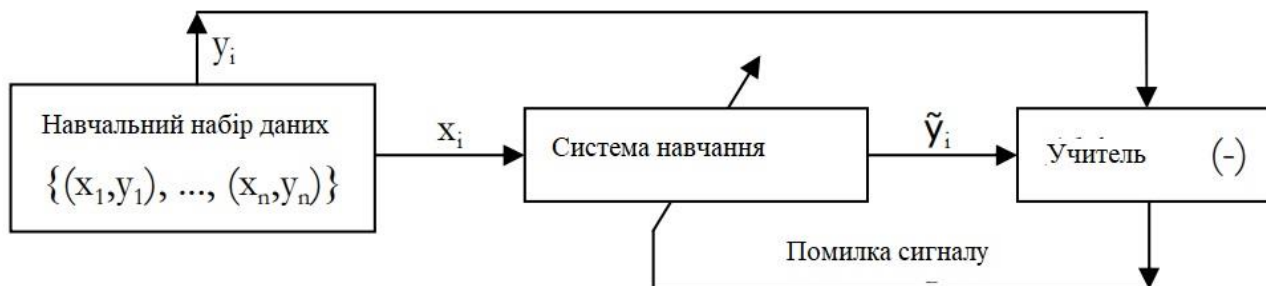 yᵢ
Навчальний набір даних
{(x₁,y₁), ..., (xₙ,yₙ)}
xᵢ
Система навчання
ỹᵢ
Учитель (-)
Помилка сигналу